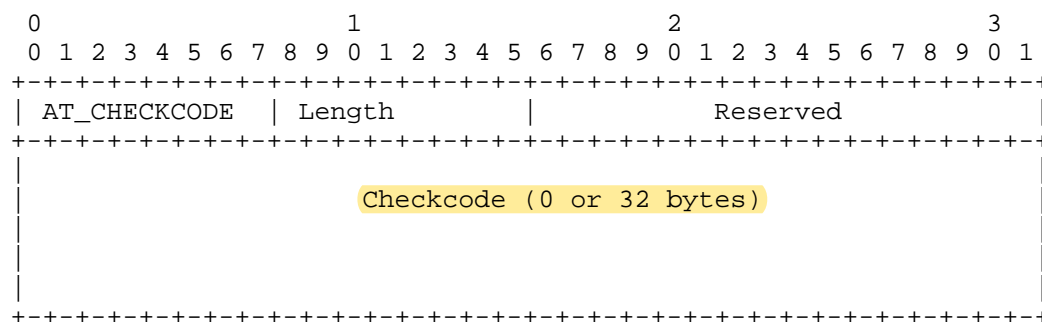 0                   1                   2                   3
0 1 2 3 4 5 6 7 8 9 0 1 2 3 4 5 6 7 8 9 0 1 2 3 4 5 6 7 8 9 0 1
+-+-+-+-+-+-+-+-+-+-+-+-+-+-+-+-+-+-+-+-+-+-+-+-+-+-+-+-+-+-+-+-+
| AT_CHECKCODE  | Length        |           Reserved            |
+-+-+-+-+-+-+-+-+-+-+-+-+-+-+-+-+-+-+-+-+-+-+-+-+-+-+-+-+-+-+-+-+
|                                                               |
|                     Checkcode (0 or 32 bytes)                 |
|                                                               |
|                                                               |
|                                                               |
+-+-+-+-+-+-+-+-+-+-+-+-+-+-+-+-+-+-+-+-+-+-+-+-+-+-+-+-+-+-+-+-+